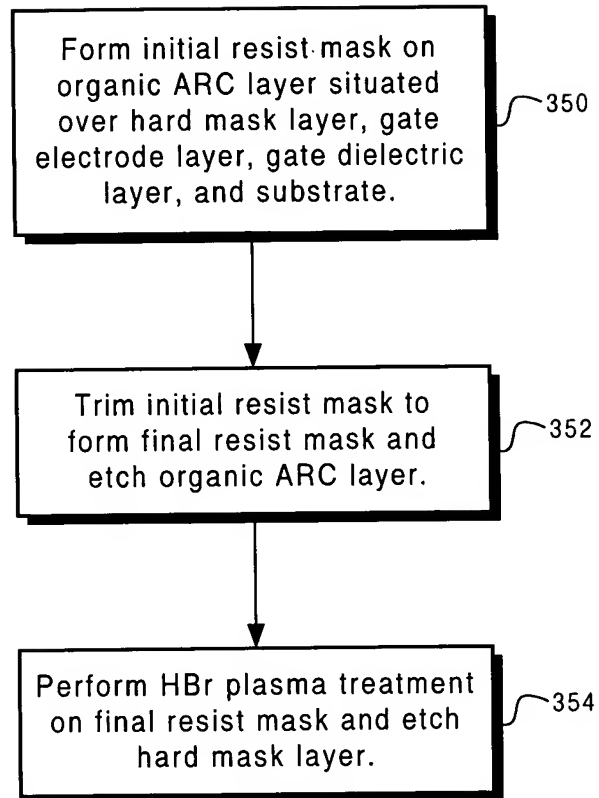 Form initial resist mask on
organic ARC layer situated
over hard mask layer, gate
electrode layer, gate dielectric
layer, and substrate.
350
Trim initial resist mask to
form final resist mask and
etch organic ARC layer.
352
Perform HBr plasma treatment
on final resist mask and etch
hard mask layer.
354